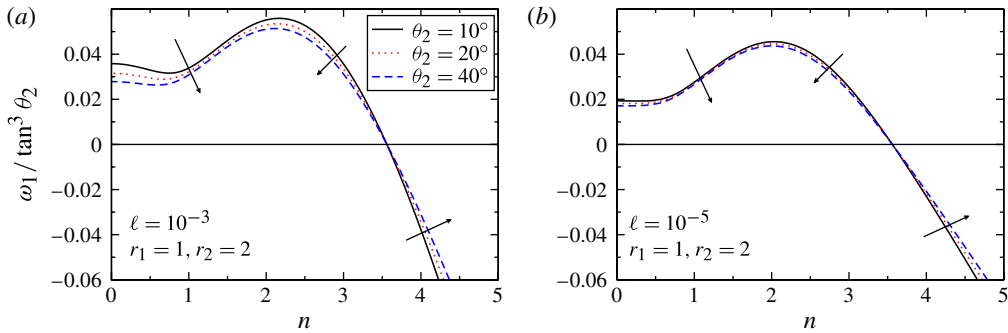 (a)
(b)
0.04
0.02
0
−0.02
−0.04
−0.06
ω₁/tan³ θ₂
θ₂ = 10°
θ₂ = 20°
θ₂ = 40°
ℓ = 10⁻³
r₁ = 1, r₂ = 2
0 1 2 3 4 5
n
0.04
0.02
0
−0.02
−0.04
−0.06
ℓ = 10⁻⁵
r₁ = 1, r₂ = 2
0 1 2 3 4 5
n